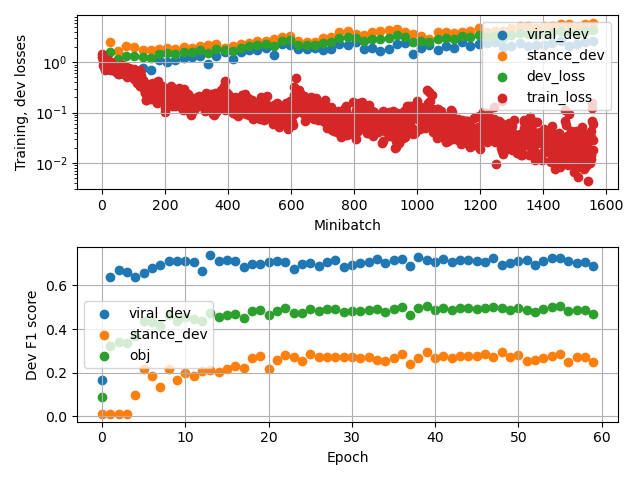 Training, dev losses
10⁰
10⁻¹
10⁻²
viral_dev
stance_dev
dev_loss
train_loss
0 200 400 600 800 1000 1200 1400 1600
Minibatch
Dev F1 score
0.6
0.4
0.2
0.0
viral_dev
stance_dev
obj
0 10 20 30 40 50 60
Epoch